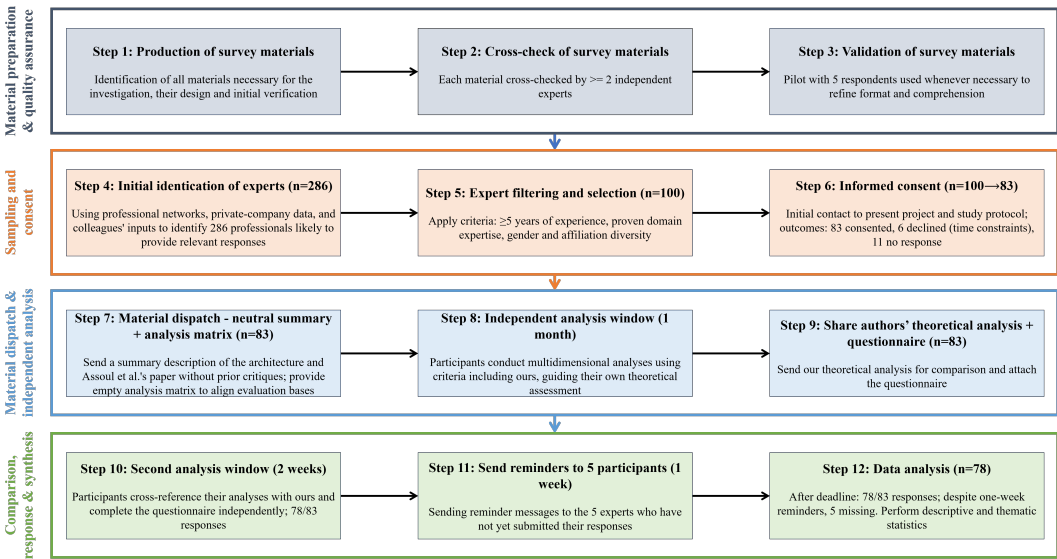 Material preparation
& quality assurance
Step 1: Production of survey materials
Identification of all materials necessary for the
investigation, their design and initial verification
Step 2: Cross-check of survey materials
Each material cross-checked by >= 2 independent
experts
Step 3: Validation of survey materials
Pilot with 5 respondents used whenever necessary to
refine format and comprehension
Sampling and
consent
Step 4: Initial identication of experts (n=286)
Using professional networks, private-company data, and
colleagues' inputs to identify 286 professionals likely to
provide relevant responses
Step 5: Expert filtering and selection (n=100)
Apply criteria: ≥5 years of experience, proven domain
expertise, gender and affiliation diversity
Step 6: Informed consent (n=100→83)
Initial contact to present project and study protocol;
outcomes: 83 consented, 6 declined (time constraints),
11 no response
Material dispatch &
independent analysis
Step 7: Material dispatch - neutral summary
+ analysis matrix (n=83)
Send a summary description of the architecture and
Assoul et al.'s paper without prior critiques; provide
empty analysis matrix to align evaluation bases
Step 8: Independent analysis window (1
month)
Participants conduct multidimensional analyses using
criteria including ours, guiding their own theoretical
assessment
Step 9: Share authors’ theoretical analysis +
questionnaire (n=83)
Send our theoretical analysis for comparison and attach
the questionnaire
Comparison,
response & synthesis
Step 10: Second analysis window (2 weeks)
Participants cross-reference their analyses with ours and
complete the questionnaire independently; 78/83
responses
Step 11: Send reminders to 5 participants (1
week)
Sending reminder messages to the 5 experts who have
not yet submitted their responses
Step 12: Data analysis (n=78)
After deadline: 78/83 responses; despite one-week
reminders, 5 missing. Perform descriptive and thematic
statistics